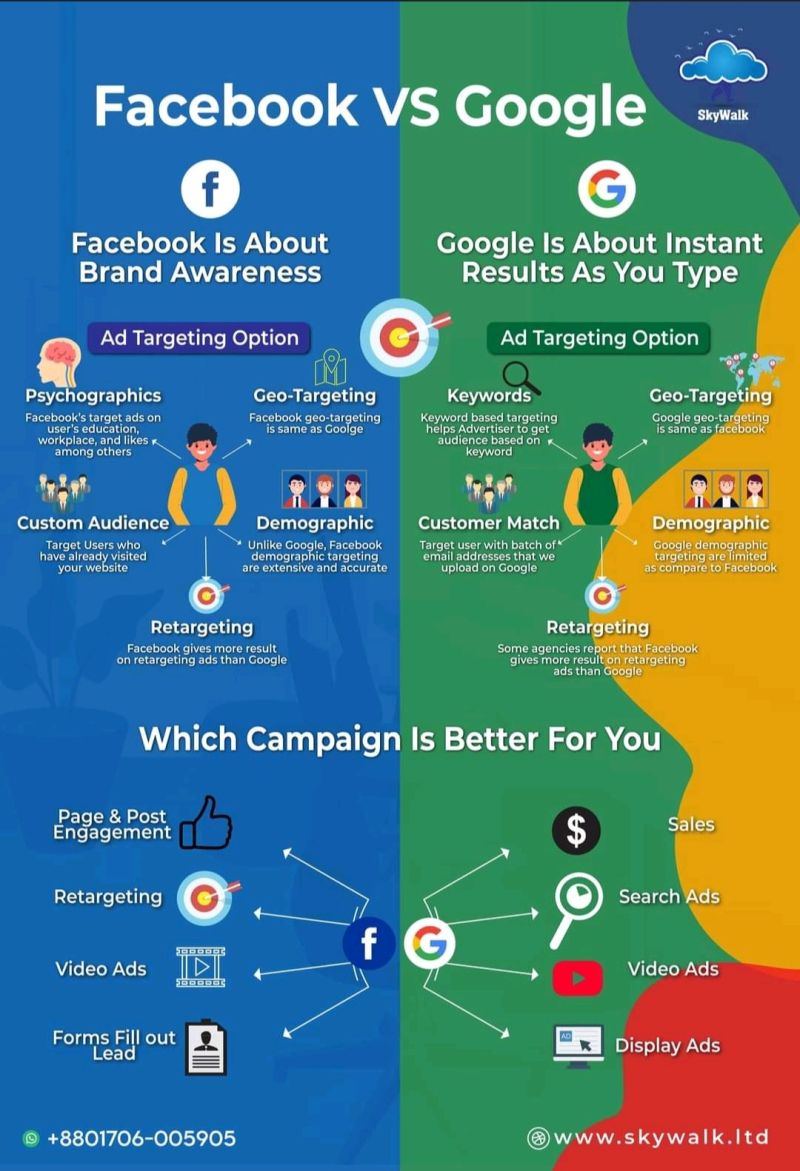 SkyWalk
Facebook VS Google
Facebook Is About
Brand Awareness
Ad Targeting Option
Psychographics
Facebook's target ads on
user's education,
workplace, and likes
among others
Geo-Targeting
Facebook geo-targeting
is same as Goolge
Custom Audience
Target Users who
have already visited
your website
Demographic
Unlike Google, Facebook
demographic targeting
are extensive and accurate
Retargeting
Facebook gives more result
on retargeting ads than Google
Google Is About Instant
Results As You Type
Ad Targeting Option
Keywords
Keyword based targeting
helps Advertiser to get
audience based on
keyword
Geo-Targeting
Google geo-targeting
is same as facebook
Customer Match
Target user with batch of
email addresses that we
upload on Google
Demographic
Google demographic
targeting are limited
as compare to Facebook
Retargeting
Some agencies report that Facebook
gives more result on retargeting
ads than Google
Which Campaign Is Better For You
Page & Post
Engagement
Retargeting
Video Ads
Forms Fill out
Lead
Sales
Search Ads
Video Ads
AD
Display Ads
+8801706-005905
www.skywalk.ltd